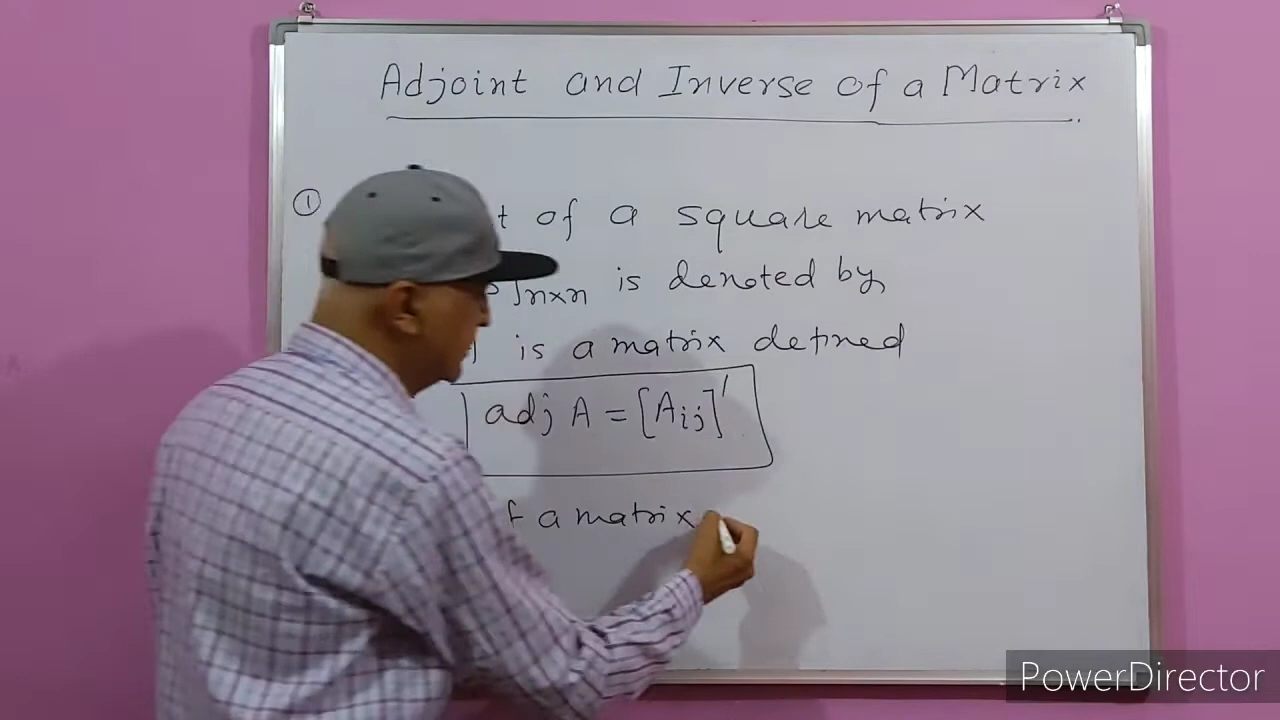 Adjoint and Inverse of a Matrix
① t of a square matrix
]n×n is denoted by
is a matrix defined
adj A = [Aij]′
f a matrix
PowerDirector